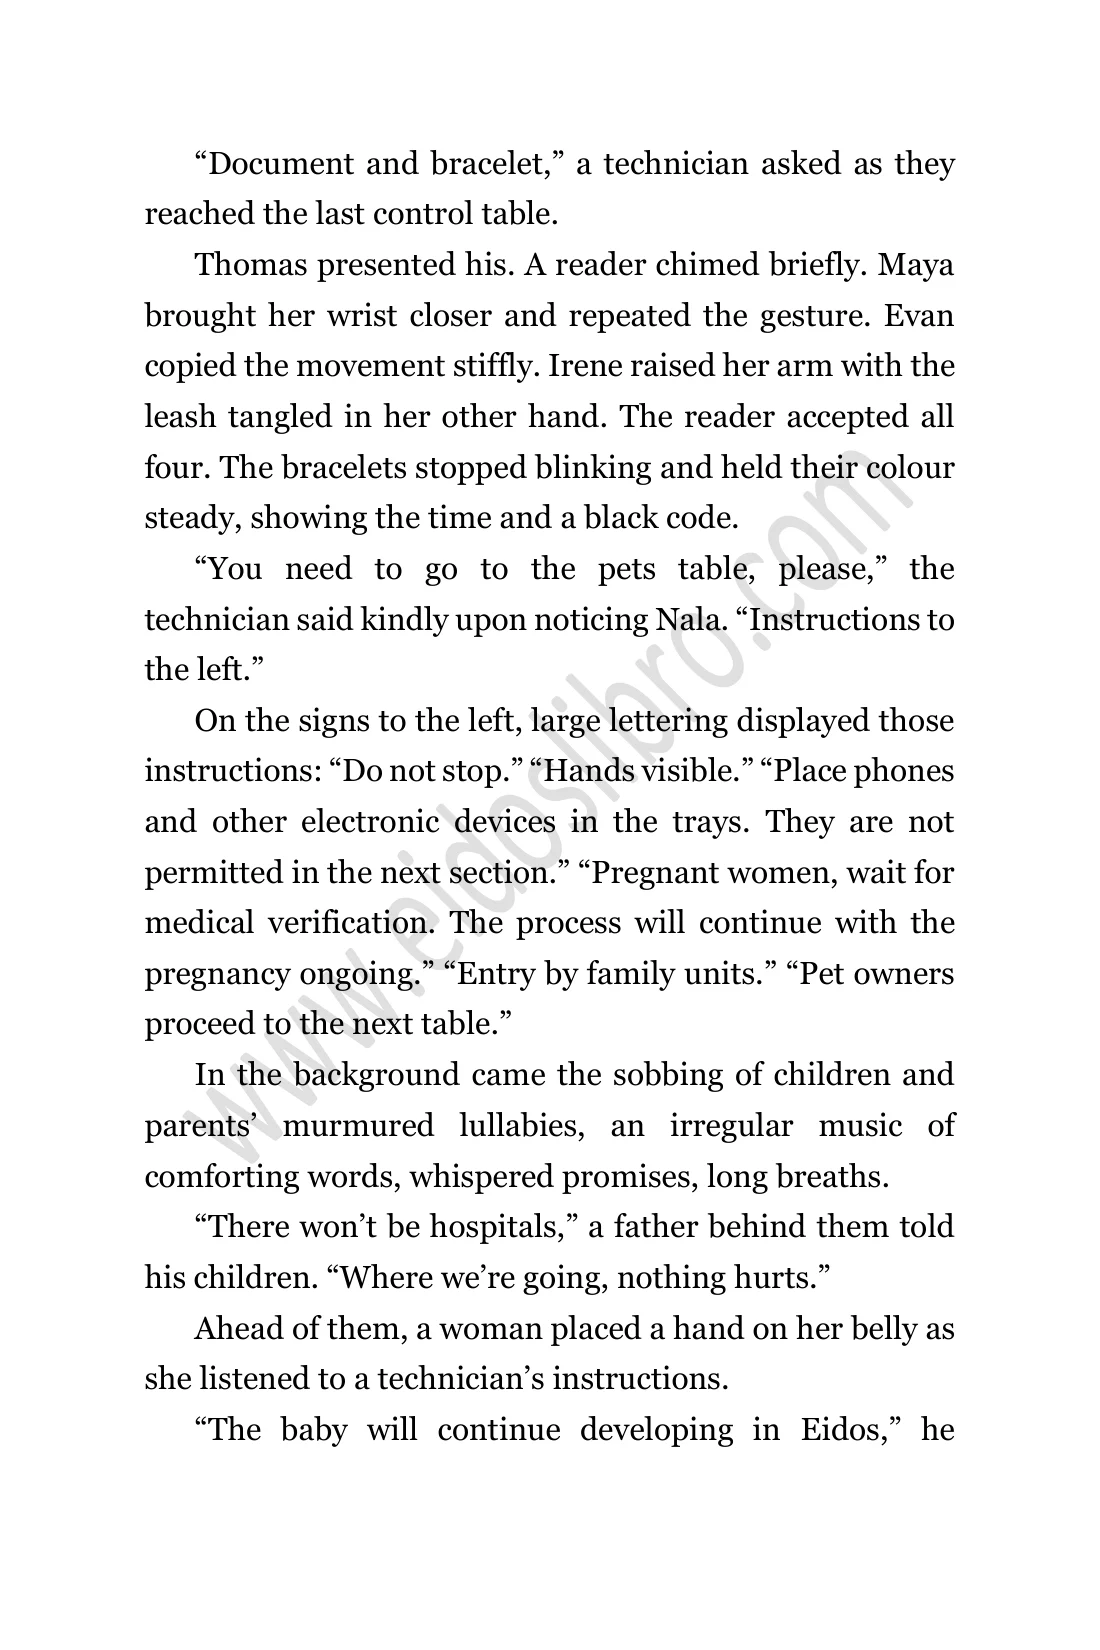 “Document and bracelet,” a technician asked as they
reached the last control table.
Thomas presented his. A reader chimed briefly. Maya
brought her wrist closer and repeated the gesture. Evan
copied the movement stiffly. Irene raised her arm with the
leash tangled in her other hand. The reader accepted all
four. The bracelets stopped blinking and held their colour
steady, showing the time and a black code.
“You need to go to the pets table, please,” the
technician said kindly upon noticing Nala. “Instructions to
the left.”
On the signs to the left, large lettering displayed those
instructions: “Do not stop.” “Hands visible.” “Place phones
and other electronic devices in the trays. They are not
permitted in the next section.” “Pregnant women, wait for
medical verification. The process will continue with the
pregnancy ongoing.” “Entry by family units.” “Pet owners
proceed to the next table.”
In the background came the sobbing of children and
parents’ murmured lullabies, an irregular music of
comforting words, whispered promises, long breaths.
“There won’t be hospitals,” a father behind them told
his children. “Where we’re going, nothing hurts.”
Ahead of them, a woman placed a hand on her belly as
she listened to a technician’s instructions.
“The baby will continue developing in Eidos,” he
www.eidoslibro.com